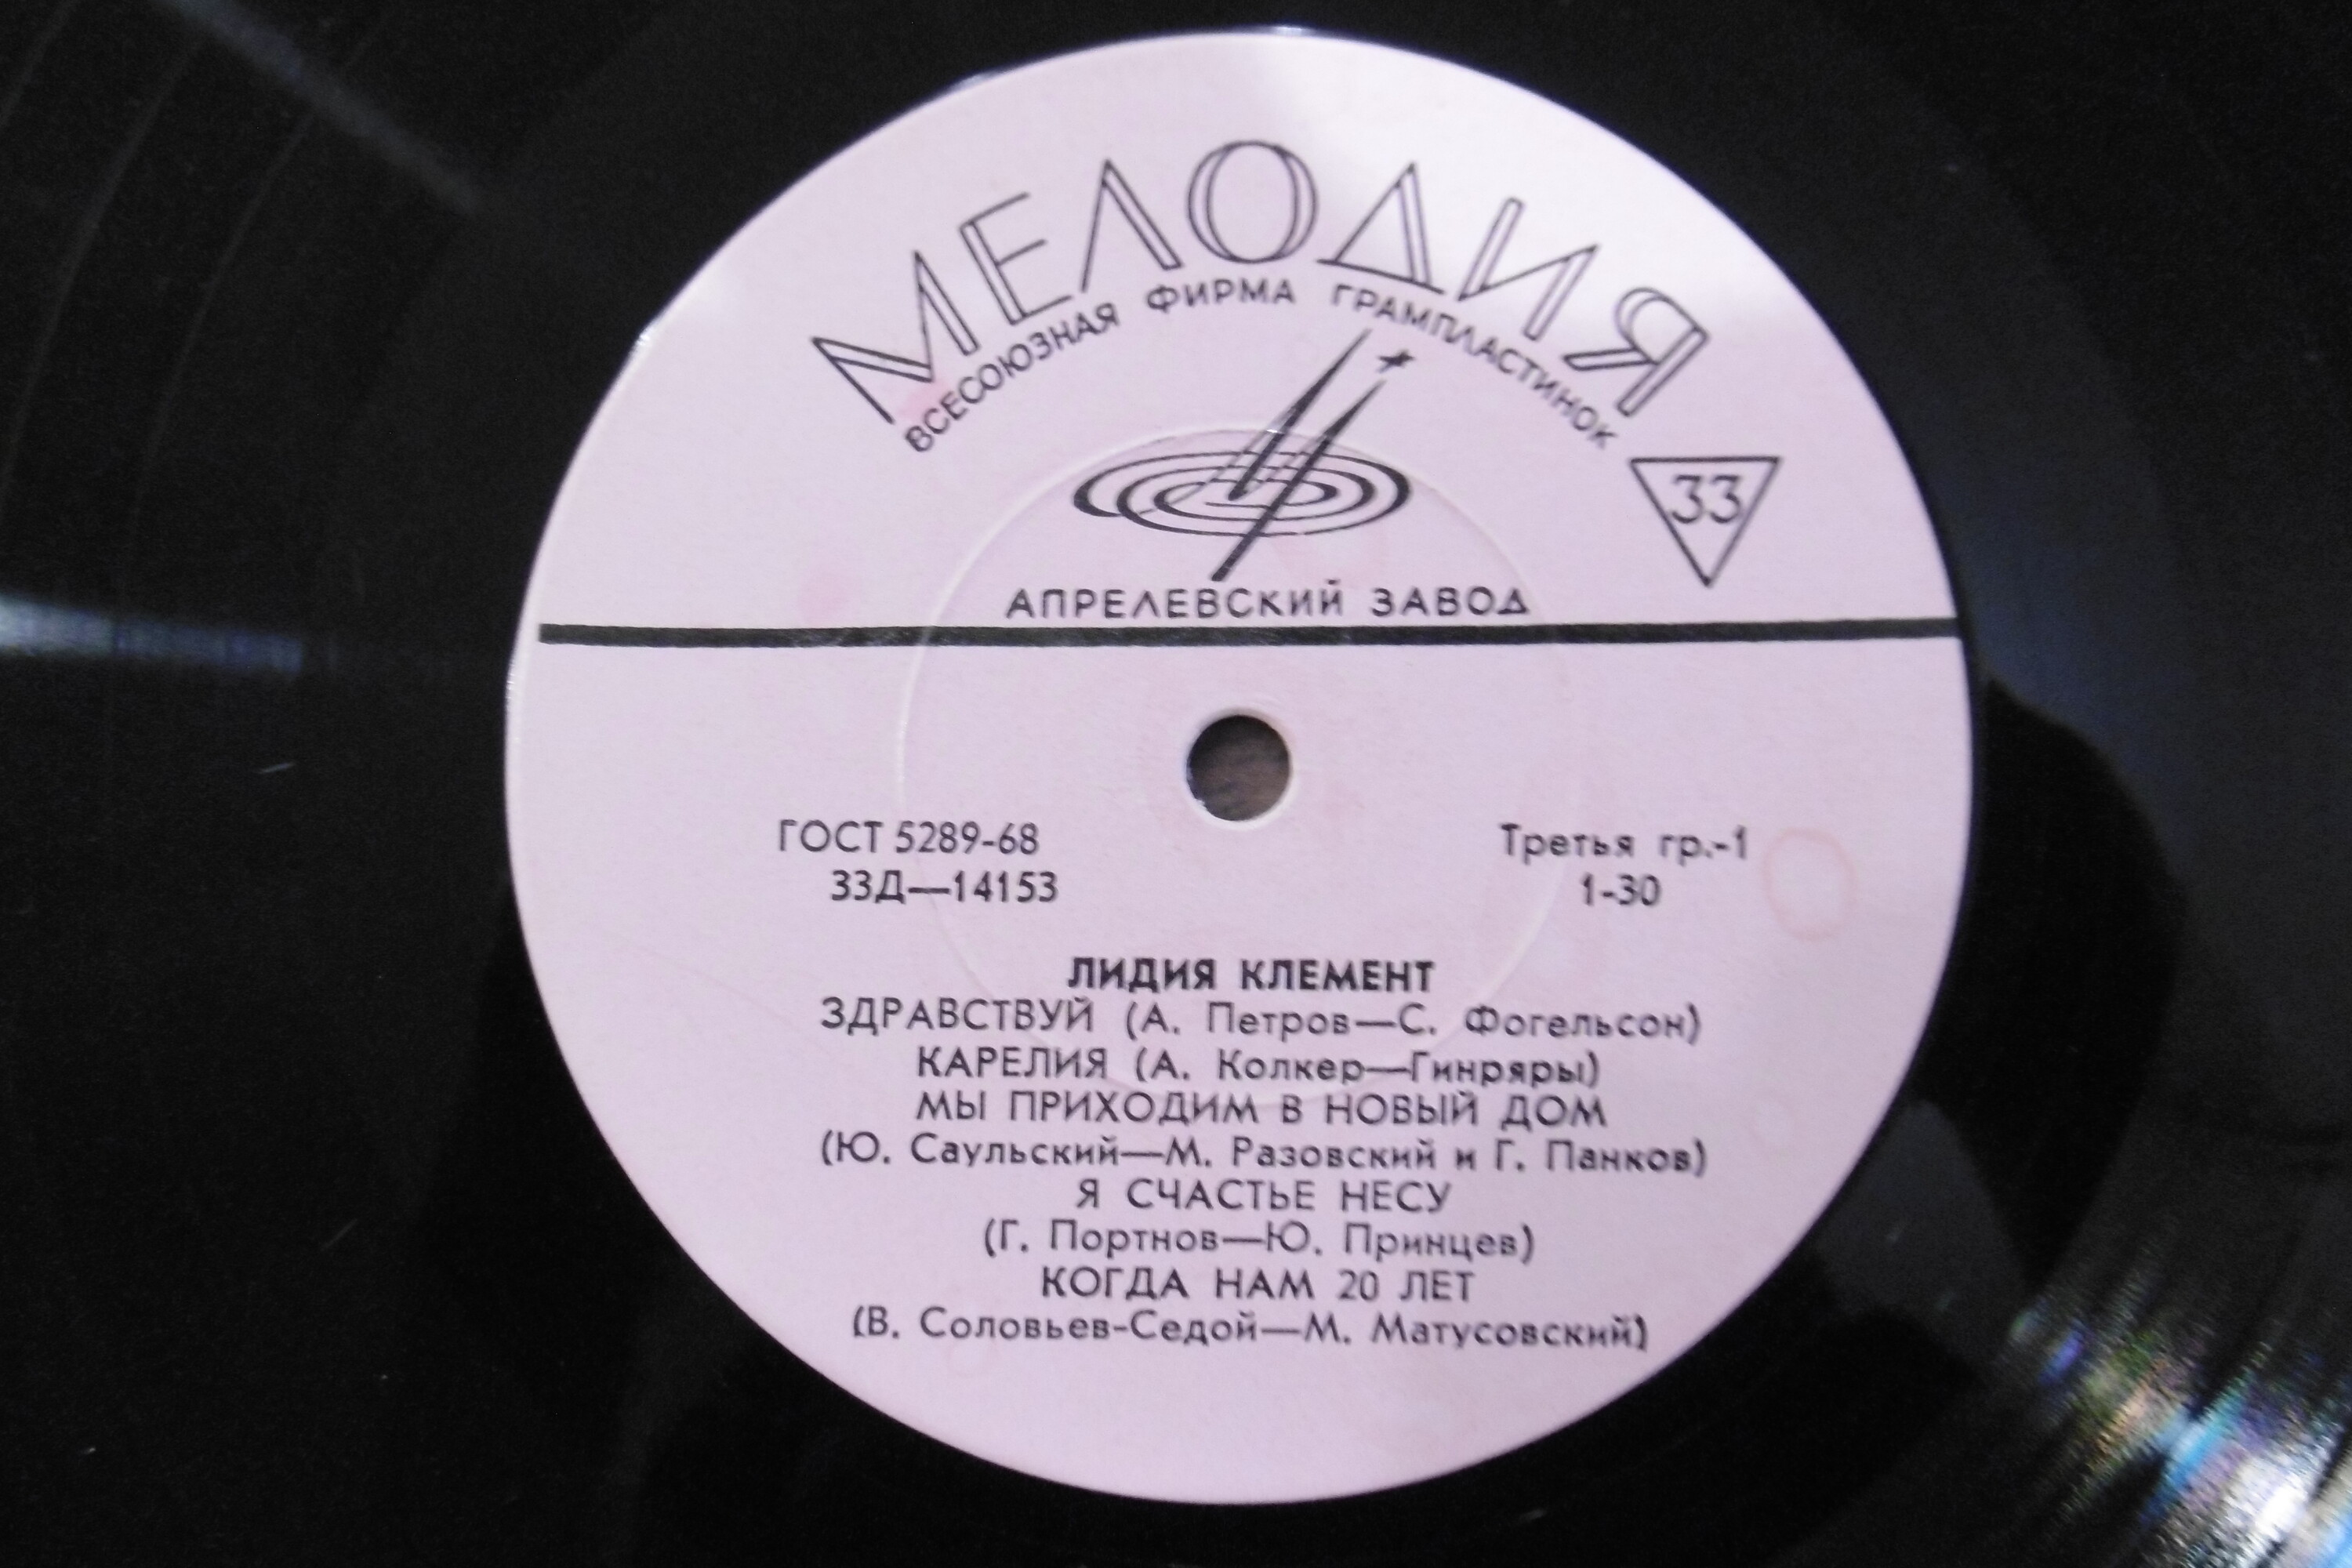 МЕЛОДИЯ
ВСЕСОЮЗНАЯ ФИРМА ГРАМПЛАСТИНОК
33
АПРЕЛЕВСКИЙ ЗАВОД
ГОСТ 5289-68 Третья гр.-1
33Д—14153 1-30
ЛИДИЯ КЛЕМЕНТ
ЗДРАВСТВУЙ (А. Петров—С. Фогельсон)
КАРЕЛИЯ (А. Колкер—Гинряры)
МЫ ПРИХОДИМ В НОВЫЙ ДОМ
(Ю. Саульский—М. Разовский и Г. Панков)
Я СЧАСТЬЕ НЕСУ
(Г. Портнов—Ю. Принцев)
КОГДА НАМ 20 ЛЕТ
(В. Соловьев-Седой—М. Матусовский)